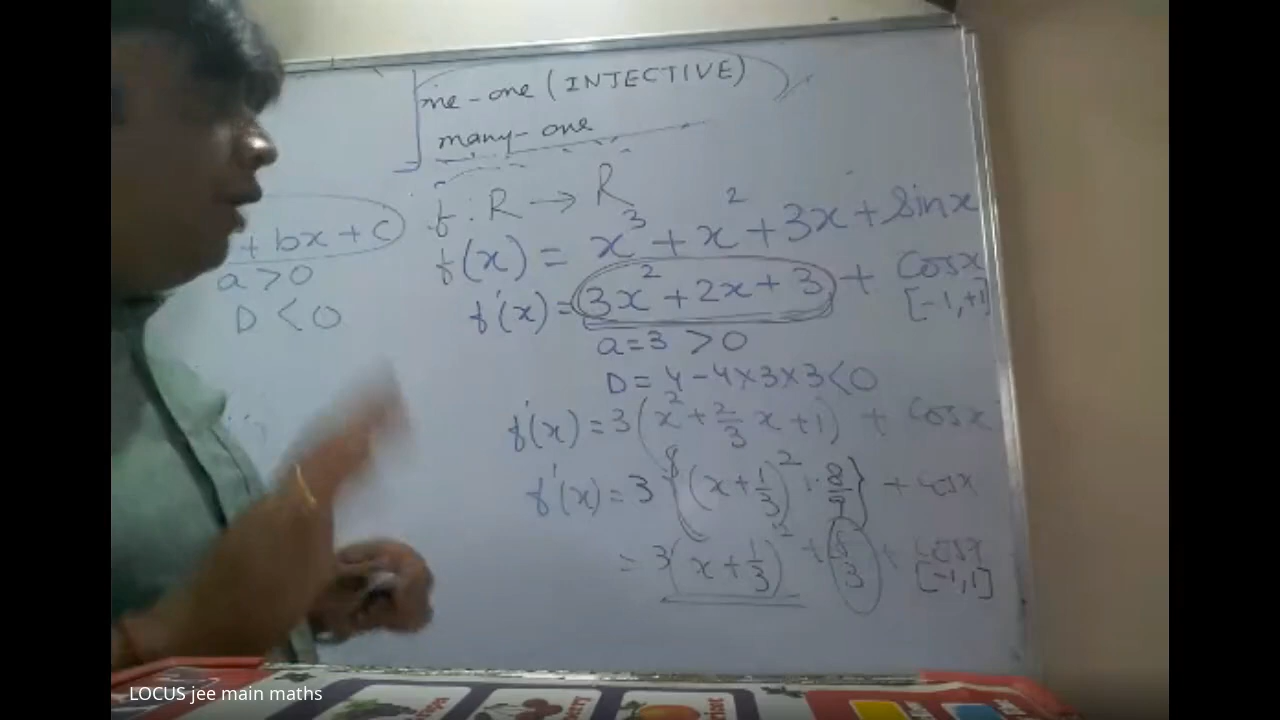 one-one (INJECTIVE)
many-one
f : R → R
f(x) = x³ + x² + 3x + sinx
+ bx + c
a > 0
D < 0
f'(x) = 3x² + 2x + 3 + cosx
[-1,+1]
a = 3 > 0
D = 4 - 4×3×3 < 0
f'(x) = 3(x² + 2/3 x + 1) + cosx
f'(x) = 3{(x + 1/3)² + 8/9} + cosx
= 3(x + 1/3)² + 8/3 + cosx
[-1,1]
LOCUS jee main maths